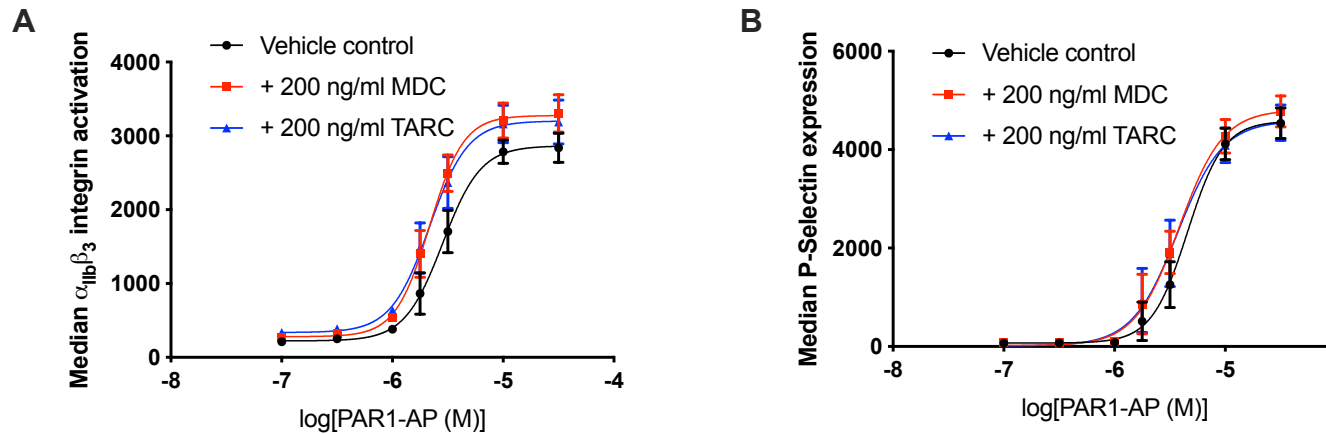 A
Vehicle control
+ 200 ng/ml MDC
+ 200 ng/ml TARC
Median αIIbβ3 integrin activation
4000
3000
2000
1000
0
-8
-7
-6
-5
-4
log[PAR1-AP (M)]
B
Vehicle control
+ 200 ng/ml MDC
+ 200 ng/ml TARC
Median P-Selectin expression
6000
4000
2000
0
-8
-7
-6
-5
log[PAR1-AP (M)]